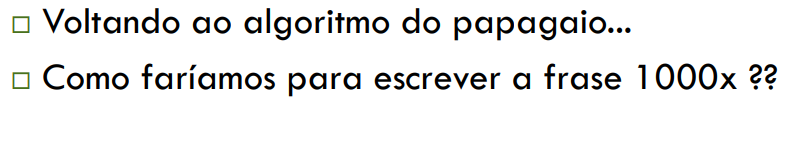 Voltando ao algoritmo do papagaio...
Como faríamos para escrever a frase 1000x ??